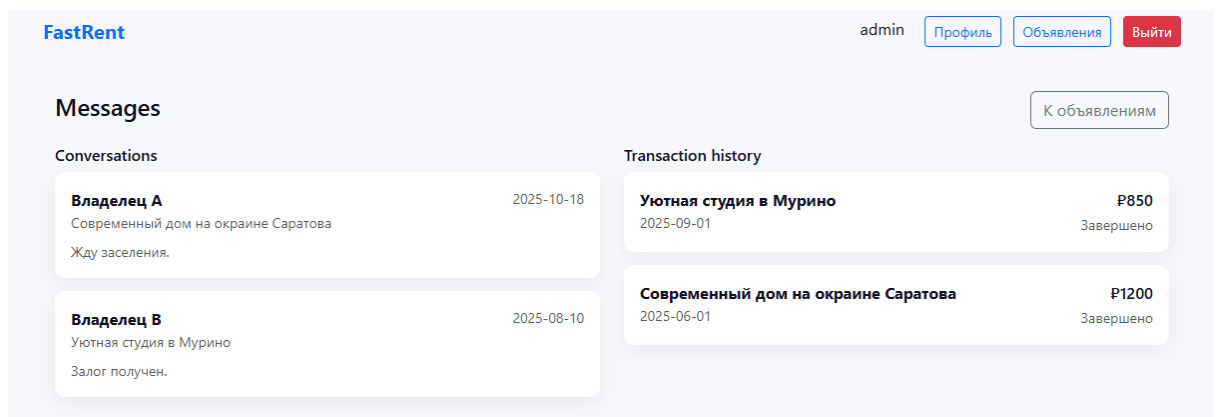 FastRent
admin
Профиль
Объявления
Выйти
Messages
К объявлениям
Conversations
Владелец A
2025-10-18
Современный дом на окраине Саратова
Жду заселения.
Владелец B
2025-08-10
Уютная студия в Мурино
Залог получен.
Transaction history
Уютная студия в Мурино
₽850
2025-09-01
Завершено
Современный дом на окраине Саратова
₽1200
2025-06-01
Завершено